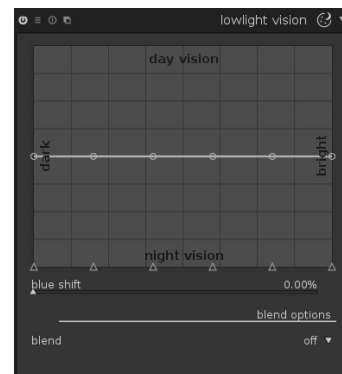 lowlight vision
day vision
dark
bright
night vision
blue shift 0.00%
blend options
blend off